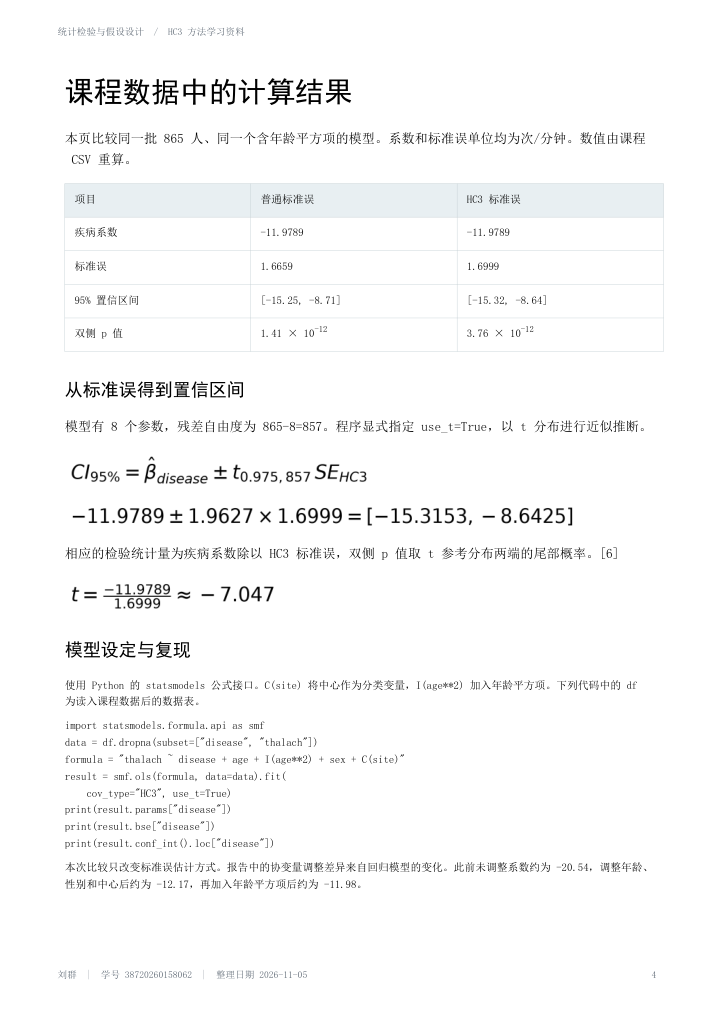 统计检验与假设设计 / HC3 方法学习资料
课程数据中的计算结果
本页比较同一批 865 人、同一个含年龄平方项的模型。系数和标准误单位均为次/分钟。数值由课程
CSV 重算。
项目 普通标准误 HC3 标准误
疾病系数 -11.9789 -11.9789
标准误 1.6659 1.6999
95% 置信区间 [-15.25, -8.71] [-15.32, -8.64]
双侧 p 值 1.41 × 10⁻¹² 3.76 × 10⁻¹²
从标准误得到置信区间
模型有 8 个参数，残差自由度为 865-8=857。程序显式指定 use_t=True，以 t 分布进行近似推断。
CI₉₅% = β̂_disease ± t₀.₉₇₅,₈₅₇ SE_HC3
−11.9789 ± 1.9627 × 1.6999 = [−15.3153, − 8.6425]
相应的检验统计量为疾病系数除以 HC3 标准误，双侧 p 值取 t 参考分布两端的尾部概率。[6]
t = −11.9789/1.6999 ≈ − 7.047
模型设定与复现
使用 Python 的 statsmodels 公式接口。C(site) 将中心作为分类变量，I(age**2) 加入年龄平方项。下列代码中的 df
为读入课程数据后的数据表。
import statsmodels.formula.api as smf
data = df.dropna(subset=["disease", "thalach"])
formula = "thalach ~ disease + age + I(age**2) + sex + C(site)"
result = smf.ols(formula, data=data).fit(
    cov_type="HC3", use_t=True)
print(result.params["disease"])
print(result.bse["disease"])
print(result.conf_int().loc["disease"])
本次比较只改变标准误估计方式。报告中的协变量调整差异来自回归模型的变化。此前未调整系数约为 -20.54，调整年龄、
性别和中心后约为 -12.17，再加入年龄平方项后约为 -11.98。
刘群 | 学号 38720260158062 | 整理日期 2026-11-05 4